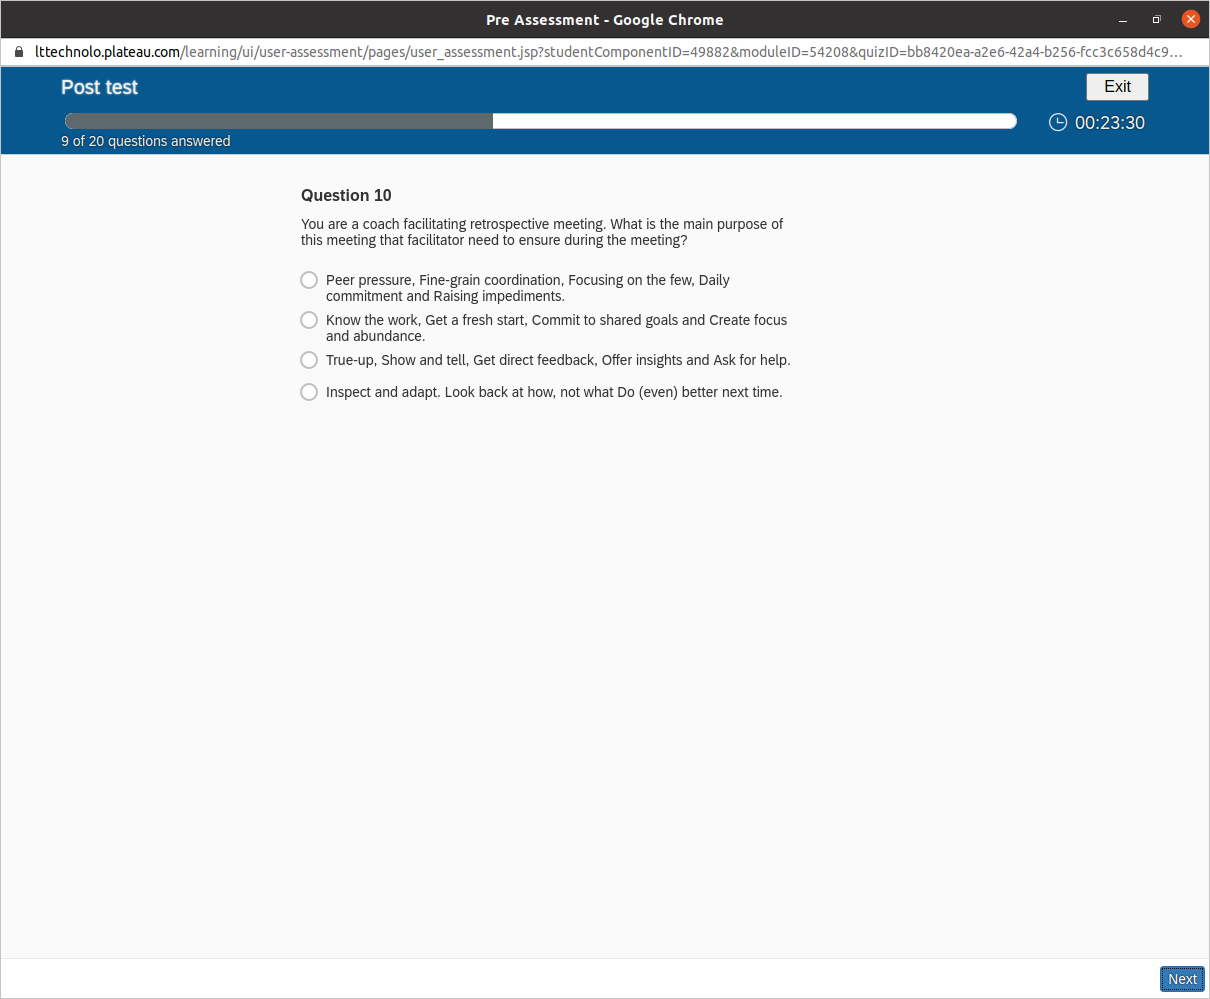 Pre Assessment - Google Chrome
lttechnolo.plateau.com/learning/ui/user-assessment/pages/user_assessment.jsp?studentComponentID=49882&moduleID=54208&quizID=bb8420ea-a2e6-42a4-b256-fcc3c658d4c9...
Post test
Exit
00:23:30
9 of 20 questions answered
Question 10
You are a coach facilitating retrospective meeting. What is the main purpose of
this meeting that facilitator need to ensure during the meeting?
Peer pressure, Fine-grain coordination, Focusing on the few, Daily
commitment and Raising impediments.
Know the work, Get a fresh start, Commit to shared goals and Create focus
and abundance.
True-up, Show and tell, Get direct feedback, Offer insights and Ask for help.
Inspect and adapt. Look back at how, not what Do (even) better next time.
Next